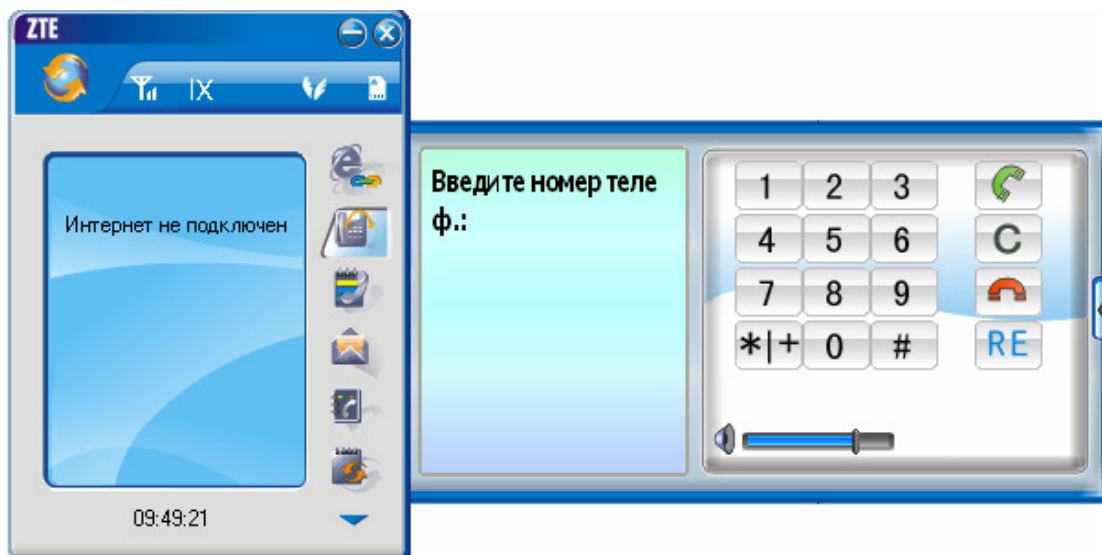 ZTE
IX
Интернет не подключен
09:49:21
Введите номер теле
ф.:
1 2 3
4 5 6 C
7 8 9
*|+ 0 # RE